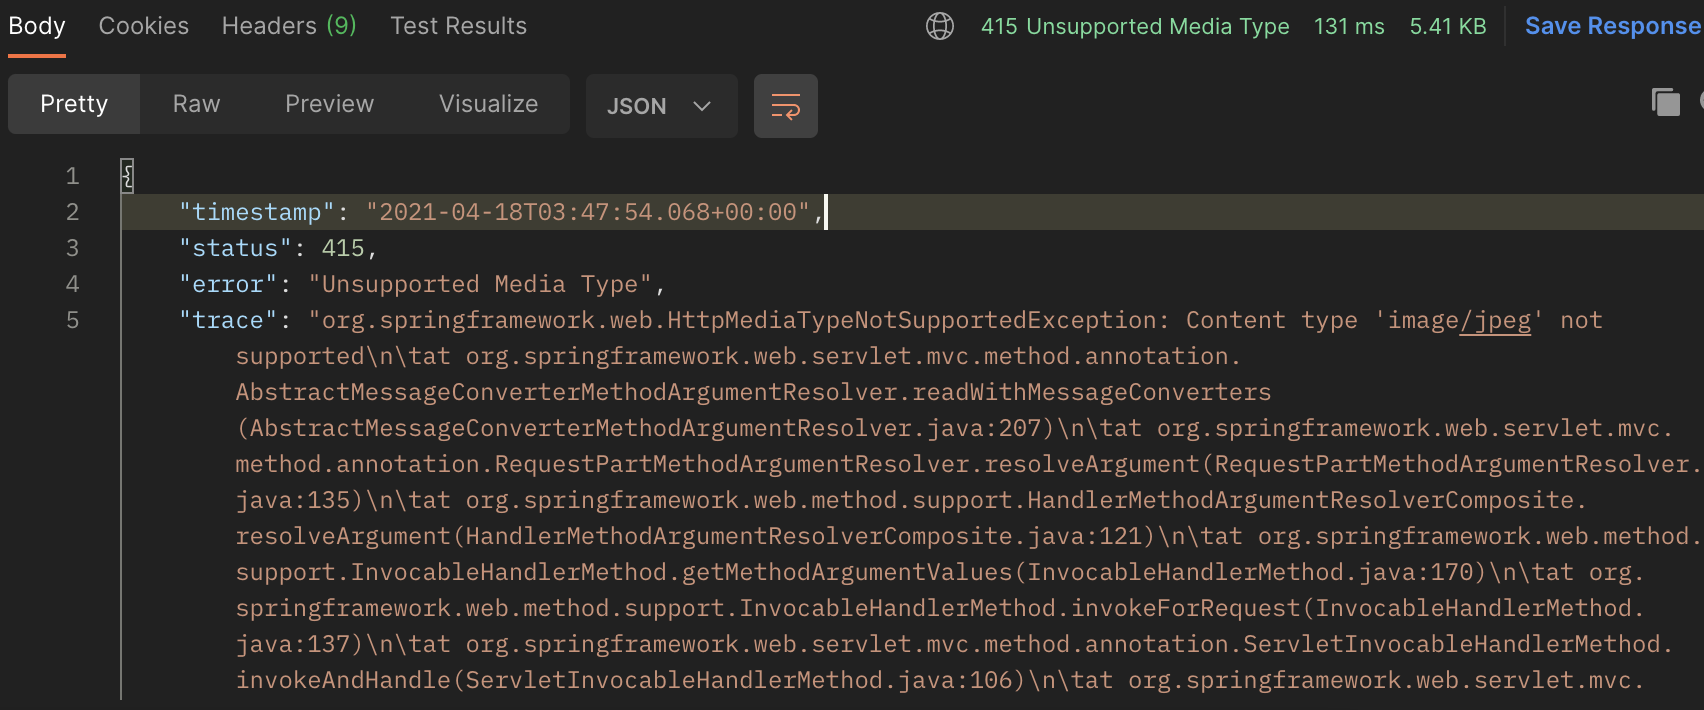 Body Cookies Headers (9) Test Results 415 Unsupported Media Type 131 ms 5.41 KB Save Response
Pretty Raw Preview Visualize JSON
1 {
2 "timestamp": "2021-04-18T03:47:54.068+00:00",
3 "status": 415,
4 "error": "Unsupported Media Type",
5 "trace": "org.springframework.web.HttpMediaTypeNotSupportedException: Content type 'image/jpeg' not
supported\n\tat org.springframework.web.servlet.mvc.method.annotation.
AbstractMessageConverterMethodArgumentResolver.readWithMessageConverters
(AbstractMessageConverterMethodArgumentResolver.java:207)\n\tat org.springframework.web.servlet.mvc.
method.annotation.RequestPartMethodArgumentResolver.resolveArgument(RequestPartMethodArgumentResolver.
java:135)\n\tat org.springframework.web.method.support.HandlerMethodArgumentResolverComposite.
resolveArgument(HandlerMethodArgumentResolverComposite.java:121)\n\tat org.springframework.web.method.
support.InvocableHandlerMethod.getMethodArgumentValues(InvocableHandlerMethod.java:170)\n\tat org.
springframework.web.method.support.InvocableHandlerMethod.invokeForRequest(InvocableHandlerMethod.
java:137)\n\tat org.springframework.web.servlet.mvc.method.annotation.ServletInvocableHandlerMethod.
invokeAndHandle(ServletInvocableHandlerMethod.java:106)\n\tat org.springframework.web.servlet.mvc.